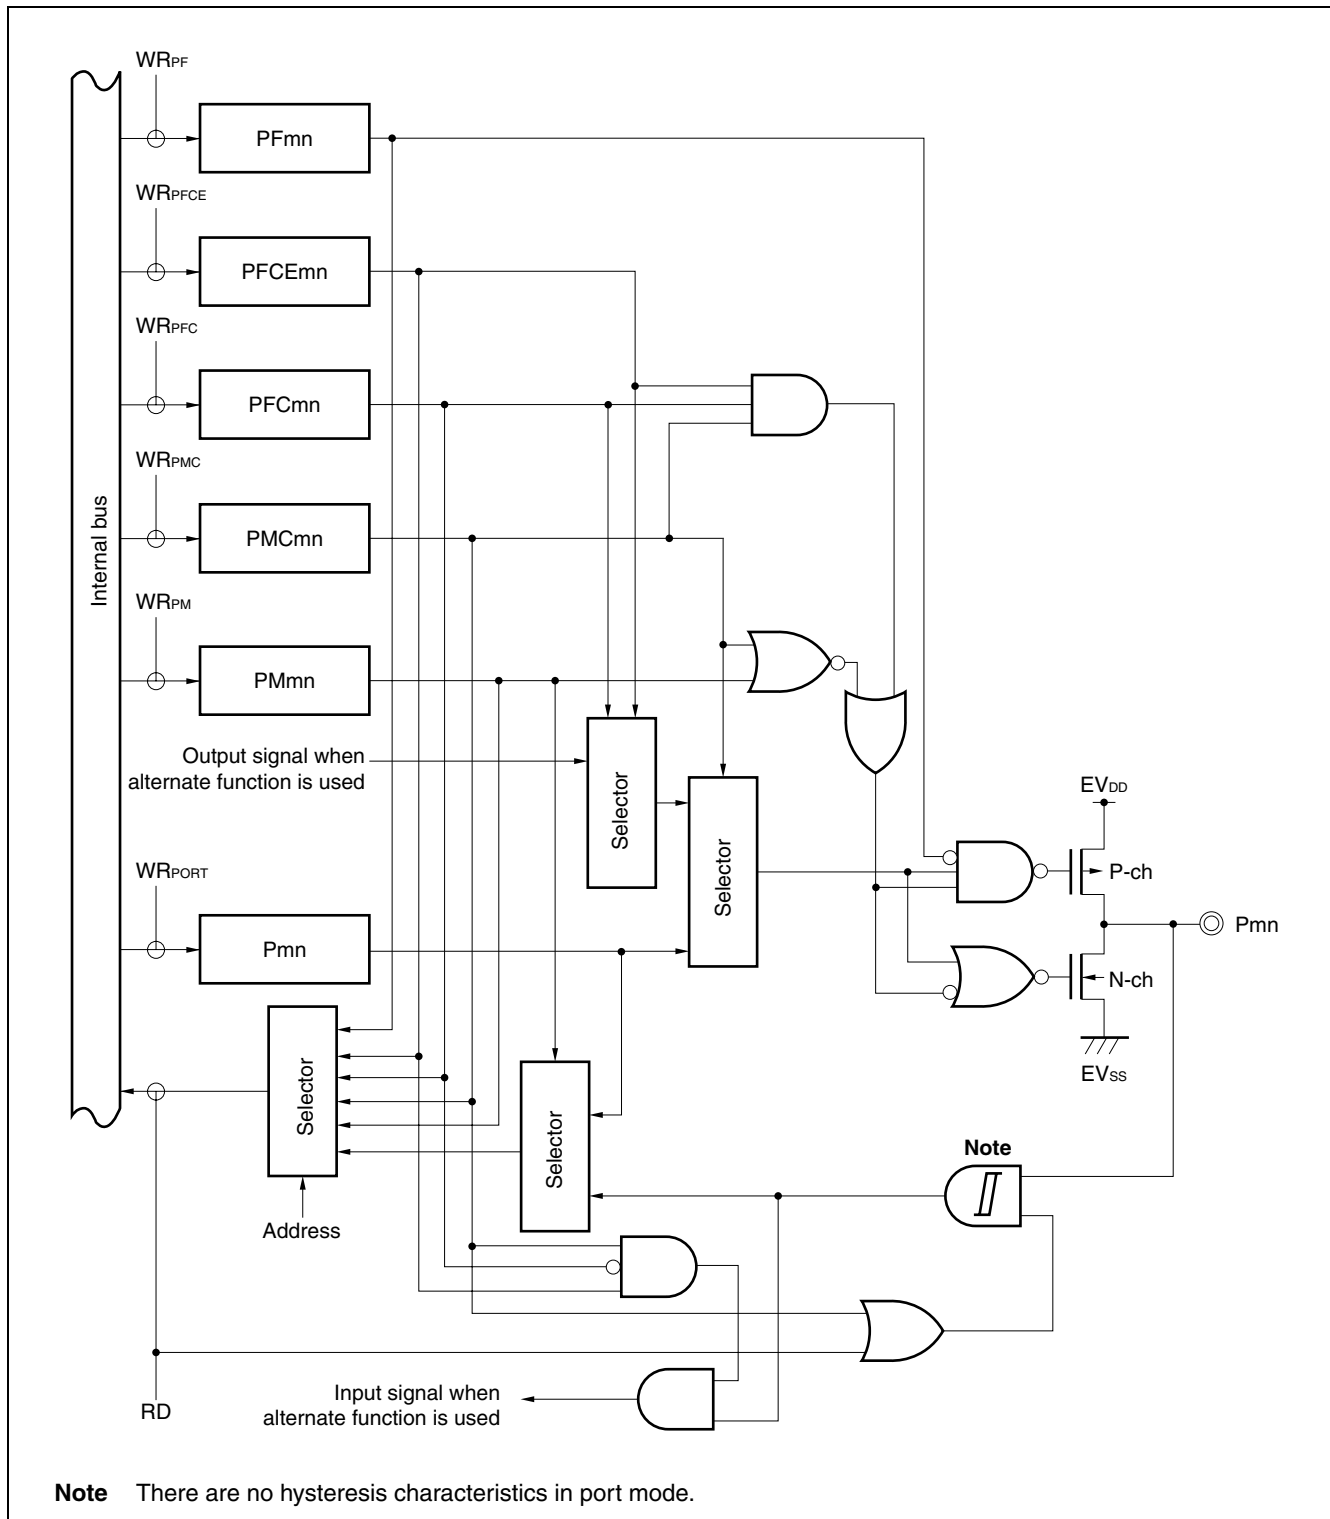 WRPF
PFmn
WRPFCE
PFCEmn
WRPFC
PFCmn
WRPMC
PMCmn
Internal bus
WRPM
PMmn
Output signal when
alternate function is used
Selector
Selector
EVDD
P-ch
WRPORT
Pmn
Pmn
N-ch
EVSS
Selector
Selector
Note
Address
RD
Input signal when
alternate function is used
Note There are no hysteresis characteristics in port mode.